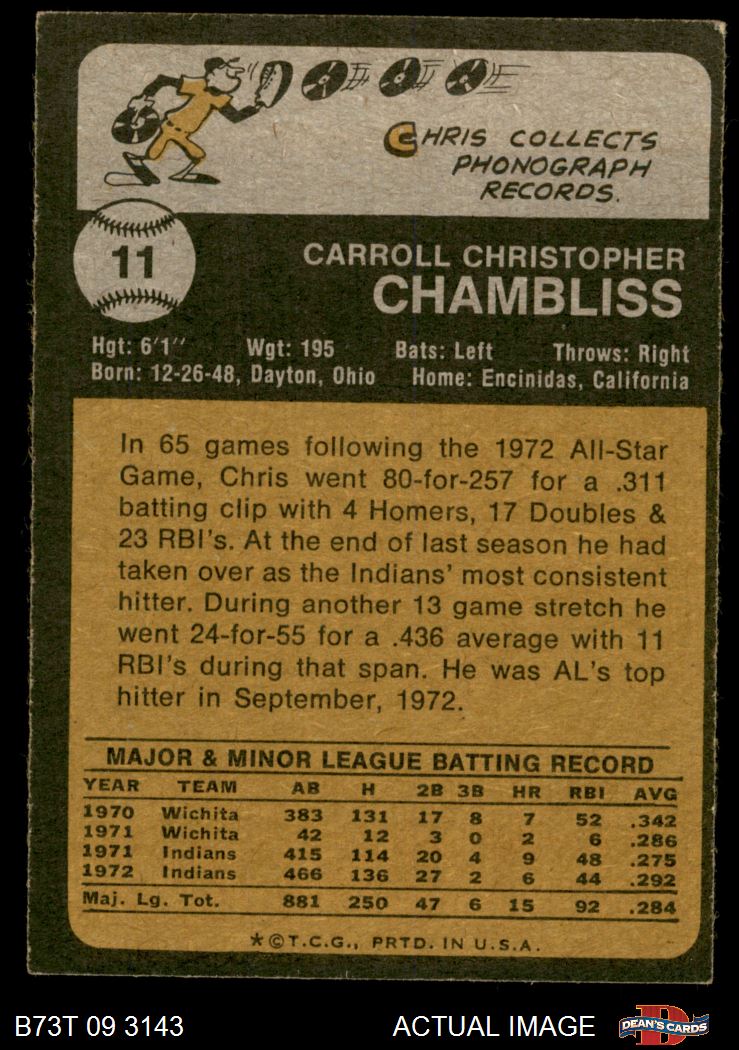 CHRIS COLLECTS
PHONOGRAPH
RECORDS.
11
CARROLL CHRISTOPHER
CHAMBLISS
Hgt: 6'1" Wgt: 195 Bats: Left Throws: Right
Born: 12-26-48, Dayton, Ohio Home: Encinidas, California
In 65 games following the 1972 All-Star
Game, Chris went 80-for-257 for a .311
batting clip with 4 Homers, 17 Doubles &
23 RBI's. At the end of last season he had
taken over as the Indians' most consistent
hitter. During another 13 game stretch he
went 24-for-55 for a .436 average with 11
RBI's during that span. He was AL's top
hitter in September, 1972.
MAJOR & MINOR LEAGUE BATTING RECORD
YEAR TEAM AB H 2B 3B HR RBI AVG
1970 Wichita 383 131 17 8 7 52 .342
1971 Wichita 42 12 3 0 2 6 .286
1971 Indians 415 114 20 4 9 48 .275
1972 Indians 466 136 27 2 6 44 .292
Maj. Lg. Tot. 881 250 47 6 15 92 .284
*©T.C.G., PRTD. IN U.S.A.
B73T 09 3143 ACTUAL IMAGE D DEAN'S CARDS